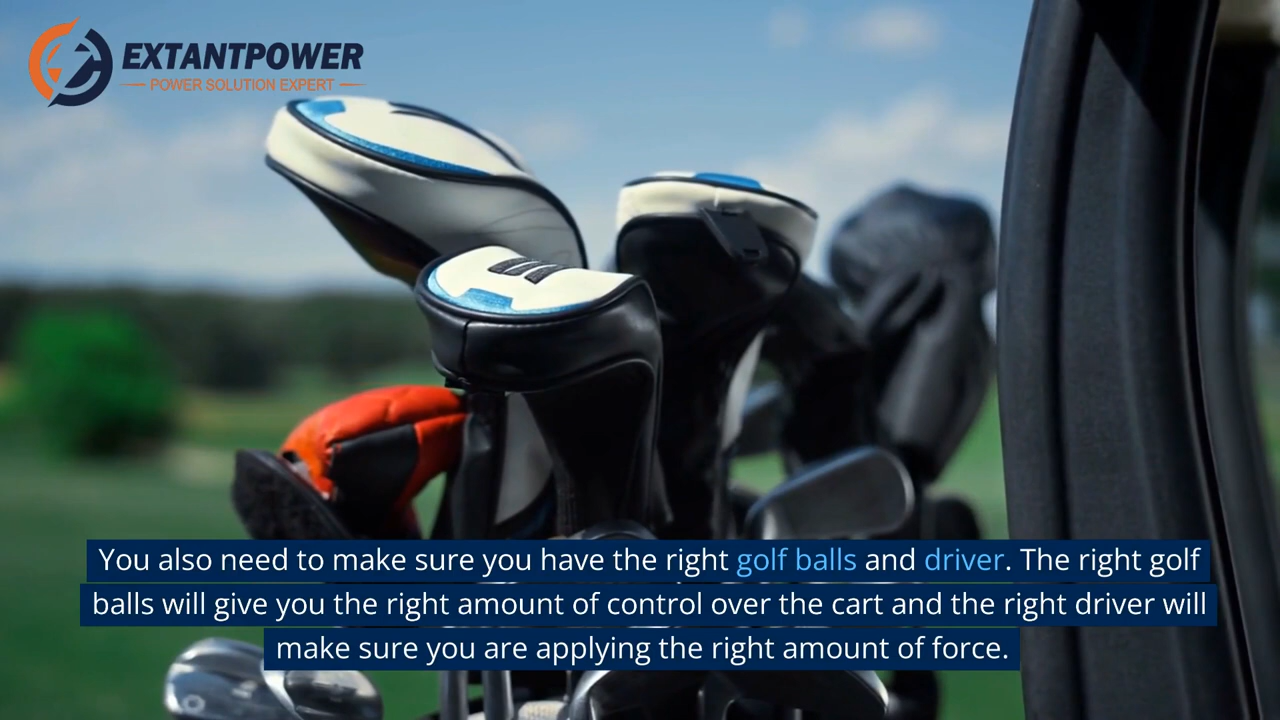 EXTANTPOWER
POWER SOLUTION EXPERT
You also need to make sure you have the right golf balls and driver. The right golf
balls will give you the right amount of control over the cart and the right driver will
make sure you are applying the right amount of force.